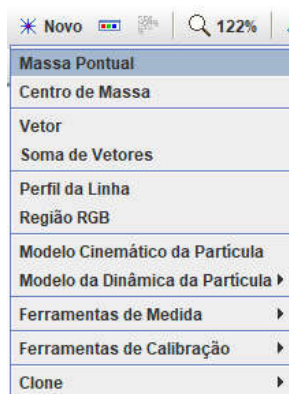 Novo 122%
Massa Pontual
Centro de Massa
Vetor
Soma de Vetores
Perfil da Linha
Região RGB
Modelo Cinemático da Partícula
Modelo da Dinâmica da Partícula
Ferramentas de Medida
Ferramentas de Calibração
Clone